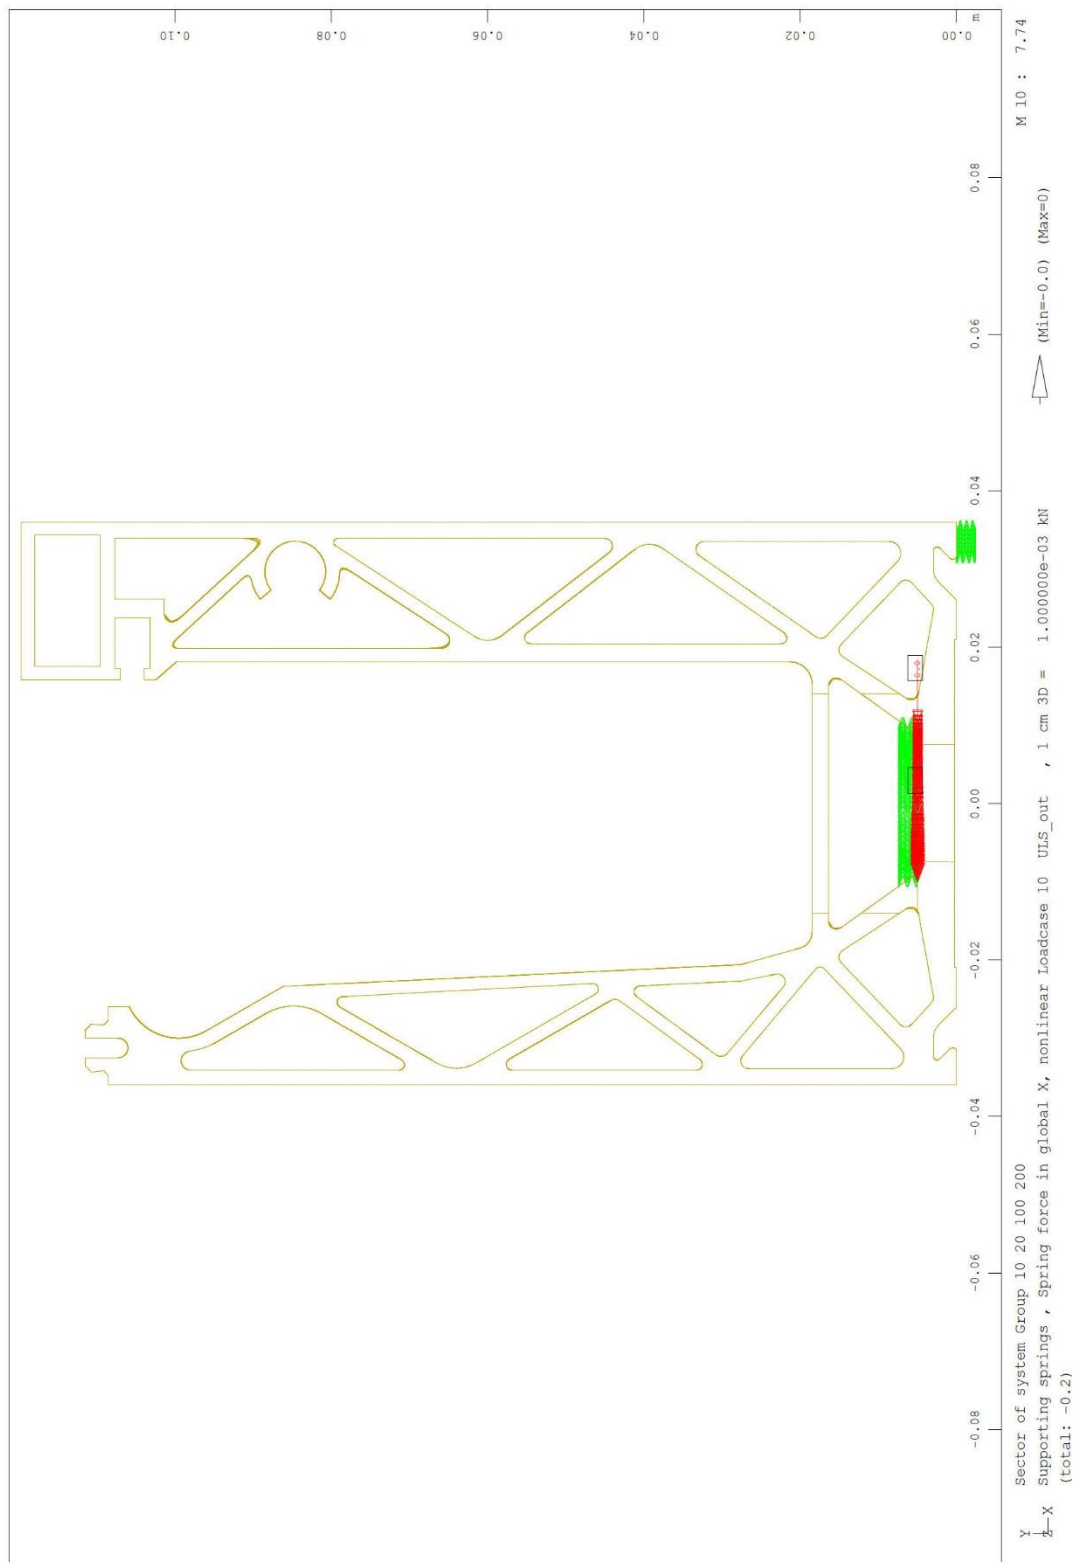 0.10
0.08
0.06
0.04
0.02
-0.0
0.00
-0.08 -0.06 -0.04 -0.02 0.00 0.02 0.04 0.06 0.08 m
Y Sector of system Group 10 20 100 200 M 10 : 7.74
Z X Supporting springs , Spring force in global X, nonlinear Loadcase 10 ULS_out , 1 cm 3D = 1.000000e-03 kN (Min=-0.0) (Max=0)
(total: -0.2)